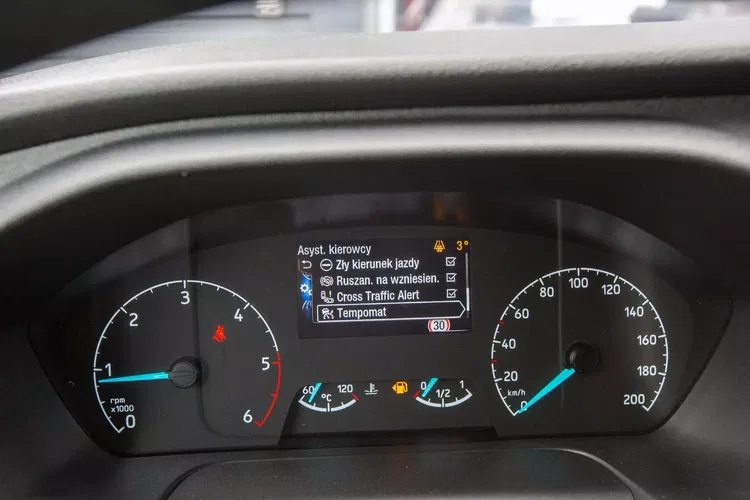 Asyst. kierowcy
3°
Zły kierunek jazdy
Ruszan. na wzniesien.
Cross Traffic Alert
Tempomat
30
0
1
2
3
4
5
6
rpm
x1000
60
120
°C
0
1/2
1
0
20
40
60
80
100
120
140
160
180
200
km/h